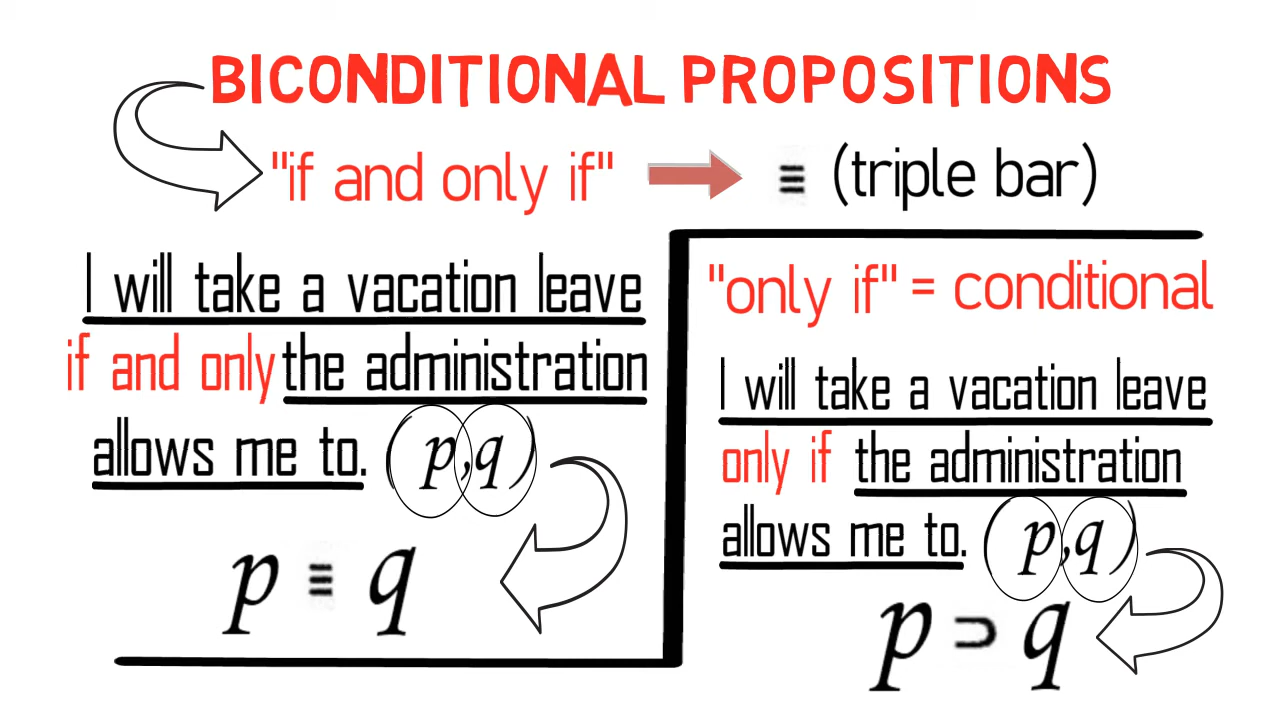 BICONDITIONAL PROPOSITIONS
"if and only if" ≡ (triple bar)
I will take a vacation leave
if and only the administration
allows me to. (p,q)
p ≡ q
"only if" = conditional
I will take a vacation leave
only if the administration
allows me to. (p,q)
p ⊃ q